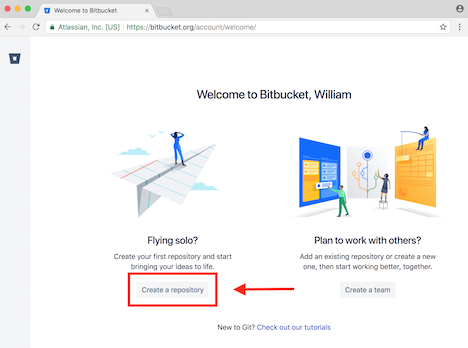 Welcome to Bitbucket
Atlassian, Inc. [US] https://bitbucket.org/account/welcome/
Welcome to Bitbucket, William
Flying solo?
Create your first repository and start
bringing your ideas to life.
Create a repository
Plan to work with others?
Add an existing repository or create a new
one, then start working better, together.
Create a team
New to Git? Check out our tutorials